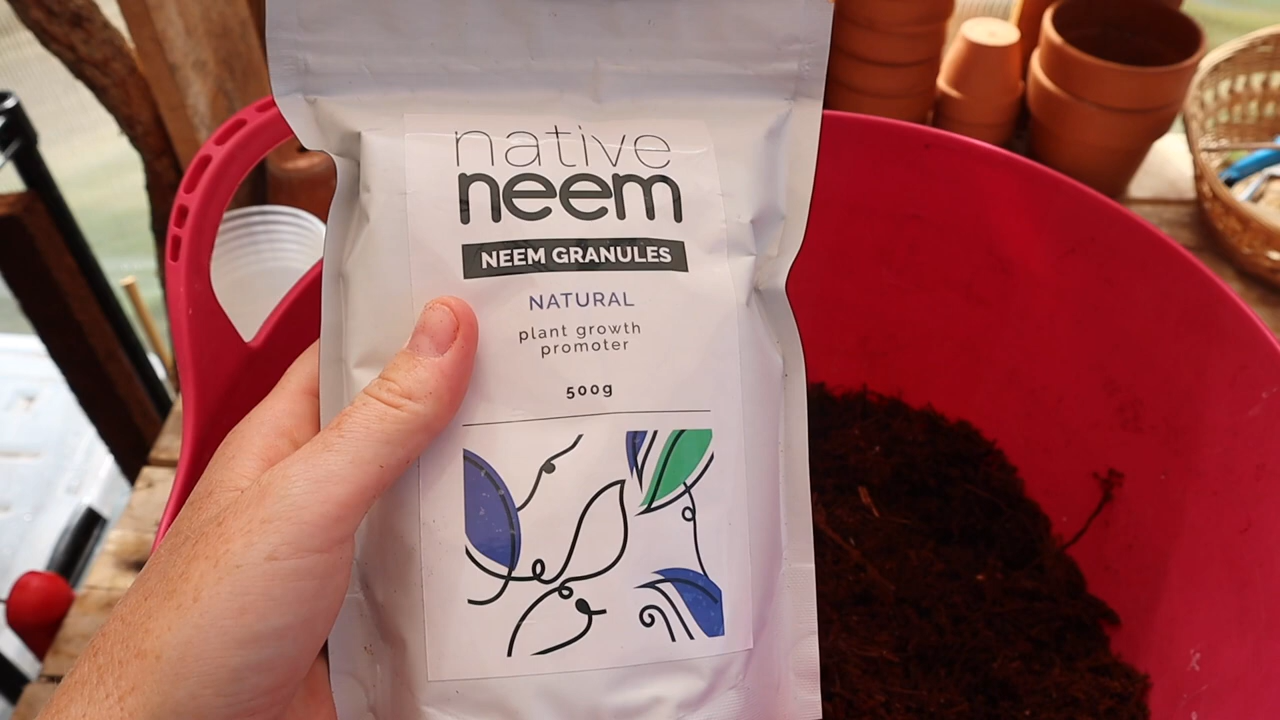 native
neem
NEEM GRANULES
NATURAL
plant growth
promoter
500g